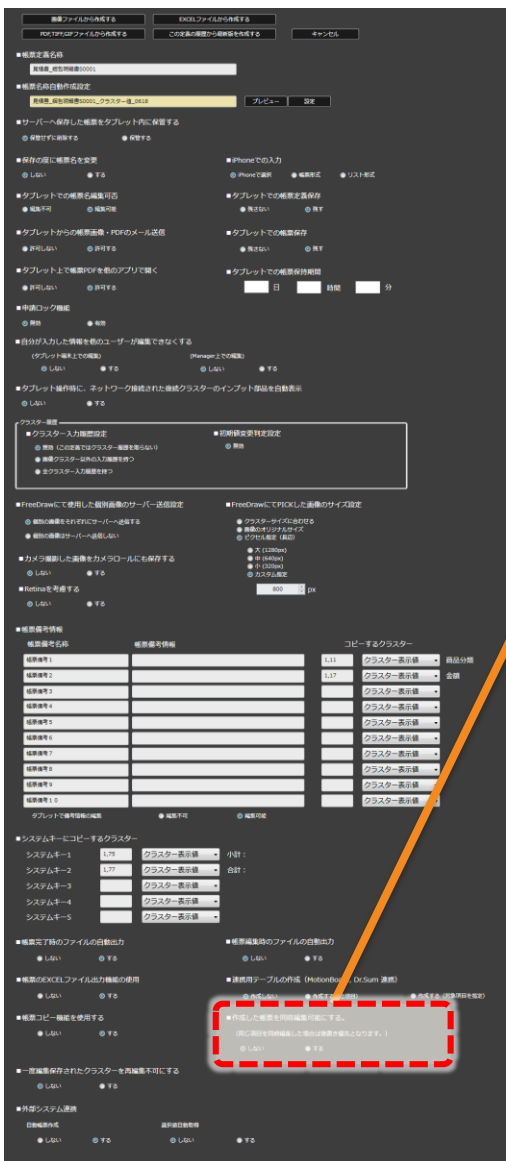 画像ファイルから作成する
EXCELファイルから作成する
PDF,TIFF,GIFファイルから作成する
この定義の履歴から最新版を作成する
キャンセル
■帳票定義名称
見積書_梱包明細書S0001
■帳票名称自動作成設定
見積書_梱包明細書S0001_クラスター値_0618
プレビュー
設定
■サーバーへ保存した帳票をタブレット内に保管する
保管せずに削除する
保管する
■保存の度に帳票名を変更
■iPhoneでの入力
しない
する
iPhoneで選択
帳票形式
リスト形式
■タブレットでの帳票名編集可否
■タブレットでの帳票定義保存
編集不可
編集可能
残さない
残す
■タブレットからの帳票画像・PDFのメール送信
■タブレットでの帳票保存
許可しない
許可する
残さない
残す
■タブレット上で帳票PDFを他のアプリで開く
■タブレットでの帳票保持期間
許可しない
許可する
日
時間
分
■申請ロック機能
無効
有効
■自分が入力した情報を他のユーザーが編集できなくする
(タブレット端末上での編集)
(Manager上での編集)
しない
する
しない
する
■タブレット操作時に、ネットワーク接続された後続クラスターのインプット部品を自動表示
しない
する
クラスター履歴
■クラスター入力履歴設定
■初期値変更判定設定
無効（この定義ではクラスター履歴を取らない）
無効
画像クラスター以外の入力履歴を持つ
全クラスター入力履歴を持つ
■FreeDrawにて使用した個別画像のサーバー送信設定
■FreeDrawにてPICKした画像のサイズ設定
個別の画像をそれぞれにサーバーへ送信する
クラスターサイズに合わせる
画像のオリジナルサイズ
個別の画像はサーバーへ送信しない
ピクセル指定（長辺）
大 (1280px)
■カメラ撮影した画像をカメラロールにも保存する
中 (640px)
小 (320px)
しない
する
カスタム指定
■Retinaを考慮する
800
px
しない
する
■帳票備考情報
帳票備考名称
帳票備考情報
コピーするクラスター
帳票備考1
1,11
クラスター表示値
商品分類
帳票備考2
1,17
クラスター表示値
金額
帳票備考3
クラスター表示値
帳票備考4
クラスター表示値
帳票備考5
クラスター表示値
帳票備考6
クラスター表示値
帳票備考7
クラスター表示値
帳票備考8
クラスター表示値
帳票備考9
クラスター表示値
帳票備考10
クラスター表示値
タブレットで備考情報の編集
編集不可
編集可能
■システムキーにコピーするクラスター
システムキー1
1,75
クラスター表示値
小計：
システムキー2
1,77
クラスター表示値
合計：
システムキー3
クラスター表示値
システムキー4
クラスター表示値
システムキー5
クラスター表示値
■帳票完了時のファイルの自動出力
■帳票編集時のファイルの自動出力
しない
する
しない
する
■帳票のEXCELファイル出力機能の使用
■連携用テーブルの作成（MotionBoard、Dr.Sum 連携）
しない
する
作成しない
作成する
作成する（対象項目を指定）
■帳票コピー機能を使用する
■作成した帳票を同時編集可能にする。
しない
する
（同じ項目を同時編集した場合は後書き優先となります。）
しない
する
■一度編集保存されたクラスターを再編集不可にする
しない
する
■外部システム連携
自動帳票作成
選択値自動取得
しない
する
しない
する